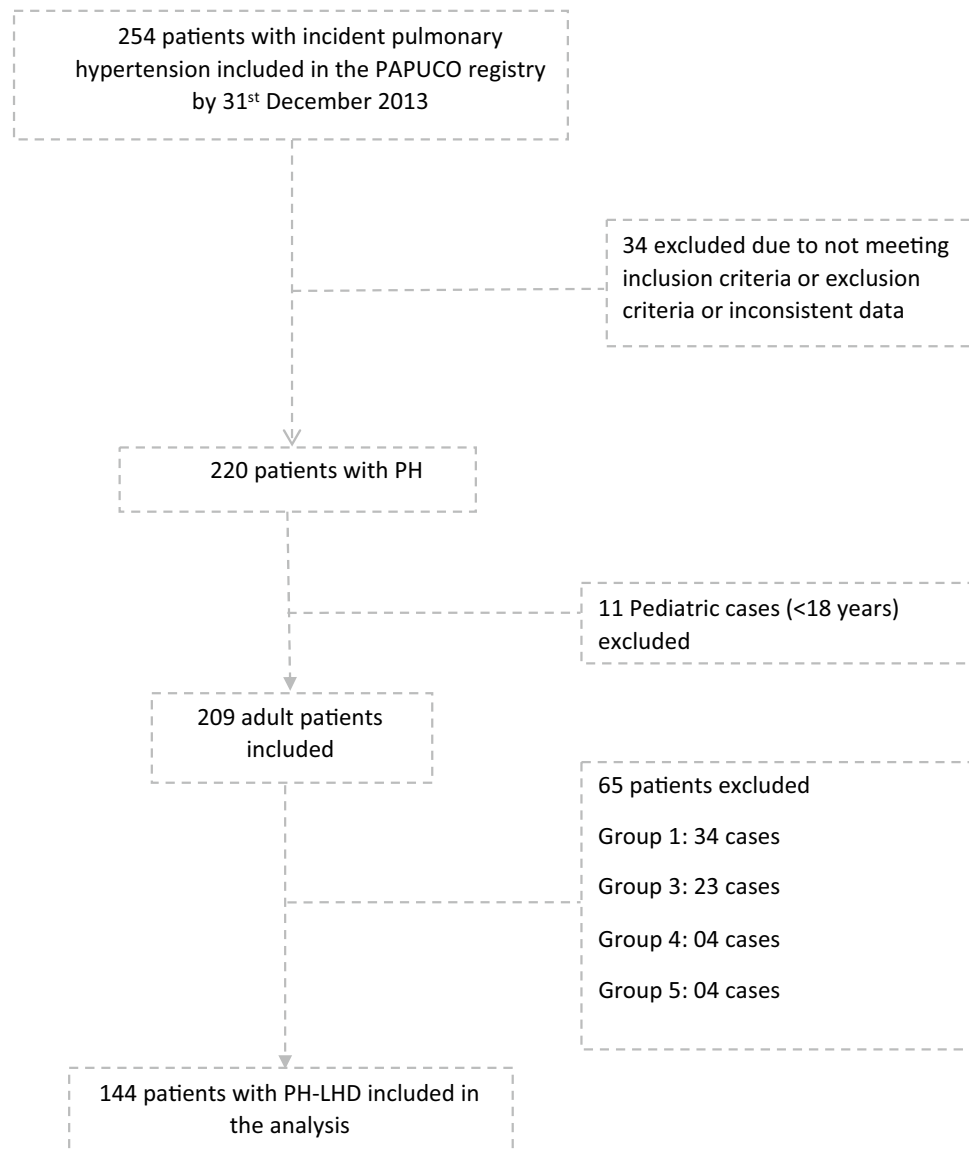 254 patients with incident pulmonary
hypertension included in the PAPUCO registry
by 31st December 2013
34 excluded due to not meeting
inclusion criteria or exclusion
criteria or inconsistent data
220 patients with PH
11 Pediatric cases (<18 years)
excluded
209 adult patients
included
65 patients excluded
Group 1: 34 cases
Group 3: 23 cases
Group 4: 04 cases
Group 5: 04 cases
144 patients with PH-LHD included in
the analysis